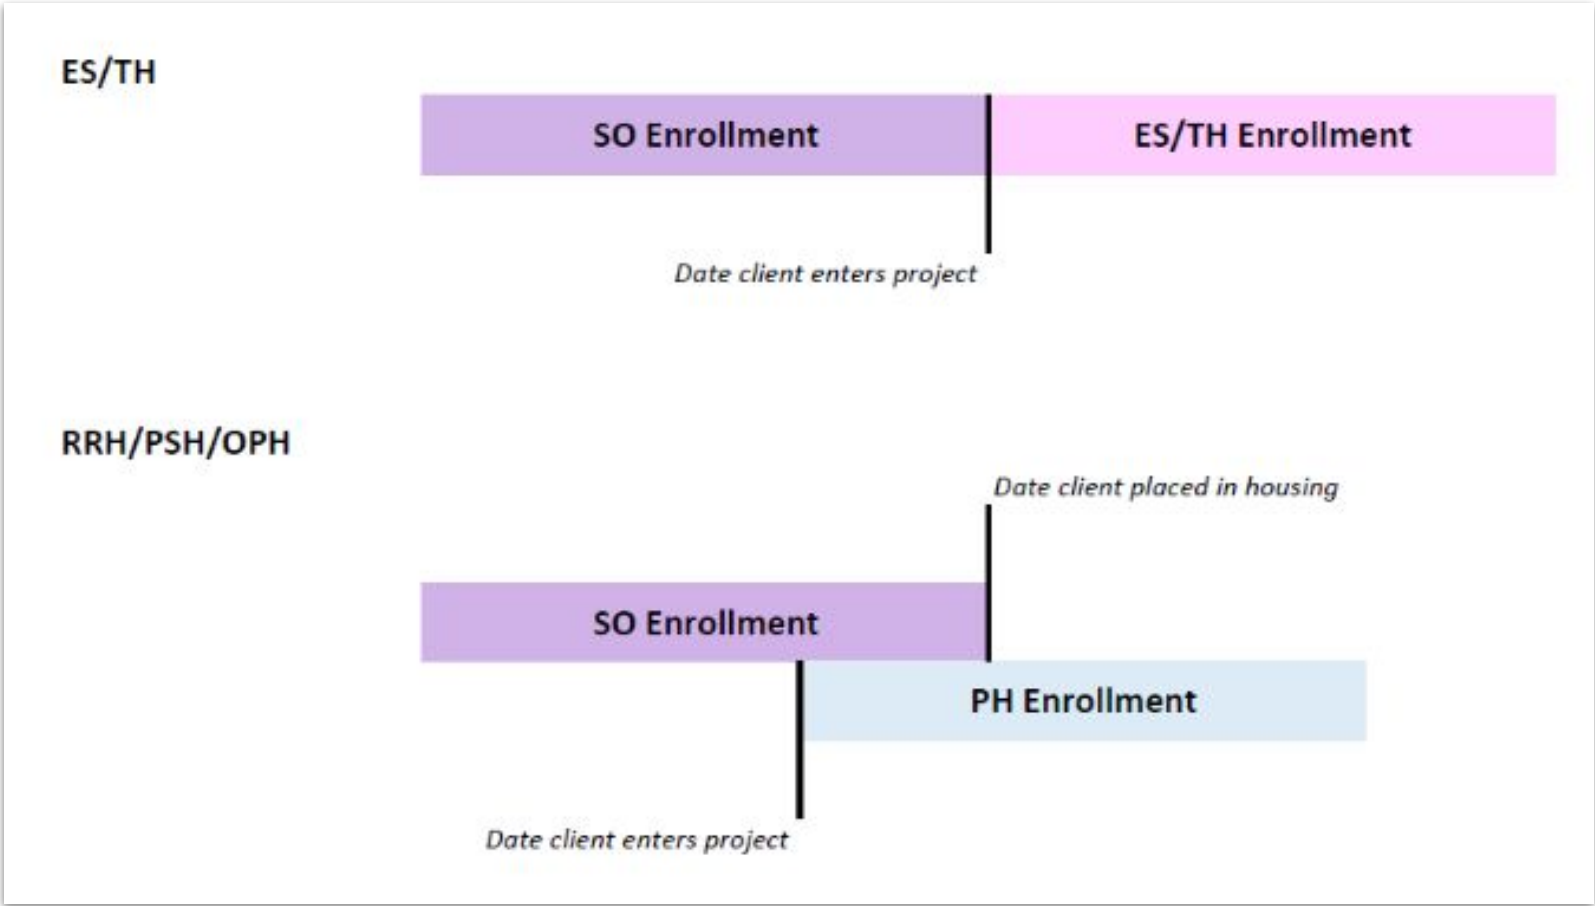 ES/TH
SO Enrollment
ES/TH Enrollment
Date client enters project
RRH/PSH/OPH
Date client placed in housing
SO Enrollment
PH Enrollment
Date client enters project